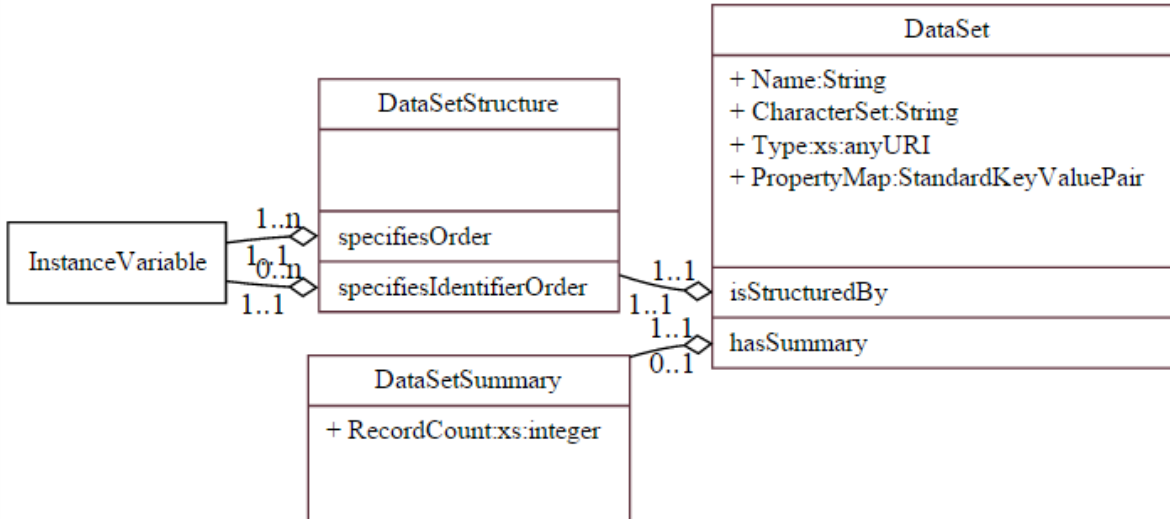 DataSet
+ Name:String
+ CharacterSet:String
+ Type:xs:anyURI
+ PropertyMap:StandardKeyValuePair
isStructuredBy
hasSummary
DataSetStructure
specifiesOrder
specifiesIdentifierOrder
InstanceVariable
1..n
1..1
0..n
1..1
1..1
1..1
1..1
0..1
DataSetSummary
+ RecordCount:xs:integer